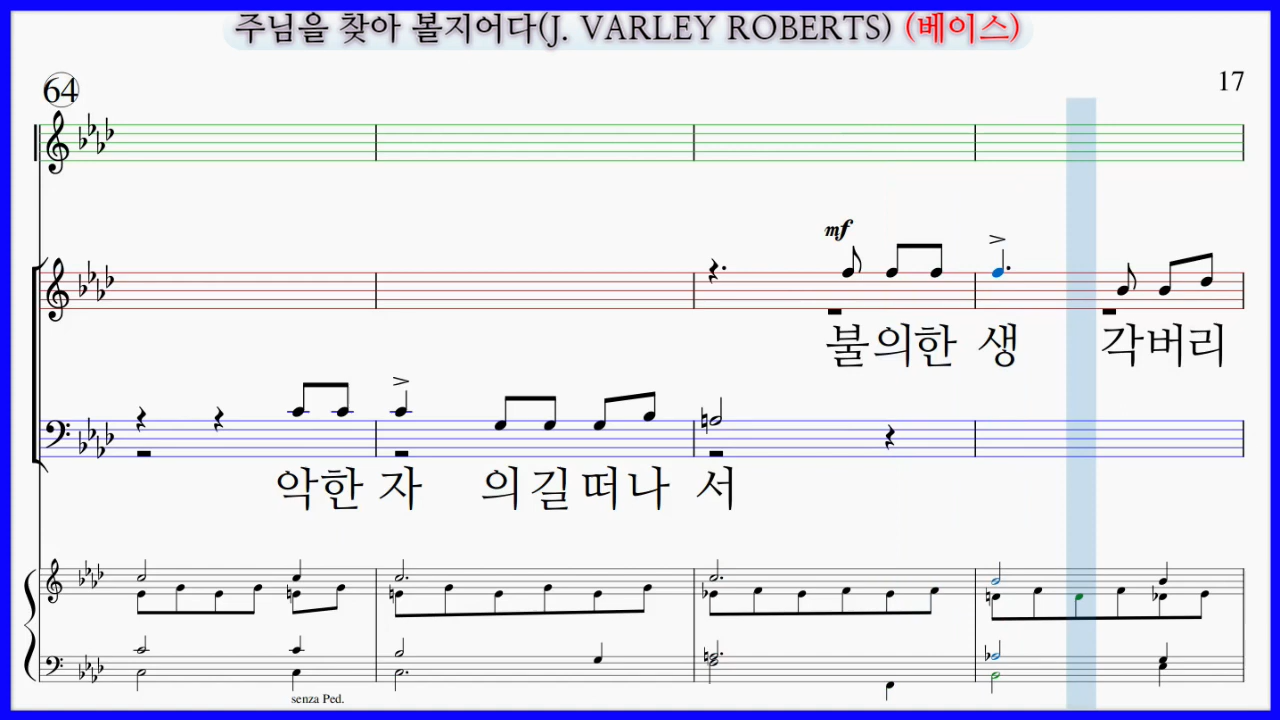 주님을 찾아 볼지어다(J. VARLEY ROBERTS) (베이스)
64
17
mf
불의한 생 각버리
악한 자 의길떠나 서
senza Ped.